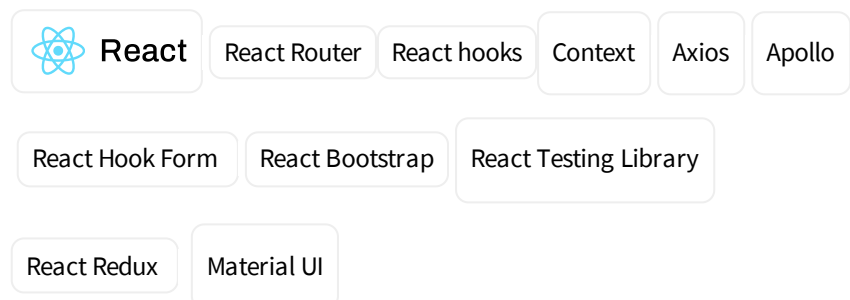 React React Router React hooks Context Axios Apollo
React Hook Form React Bootstrap React Testing Library
React Redux Material UI